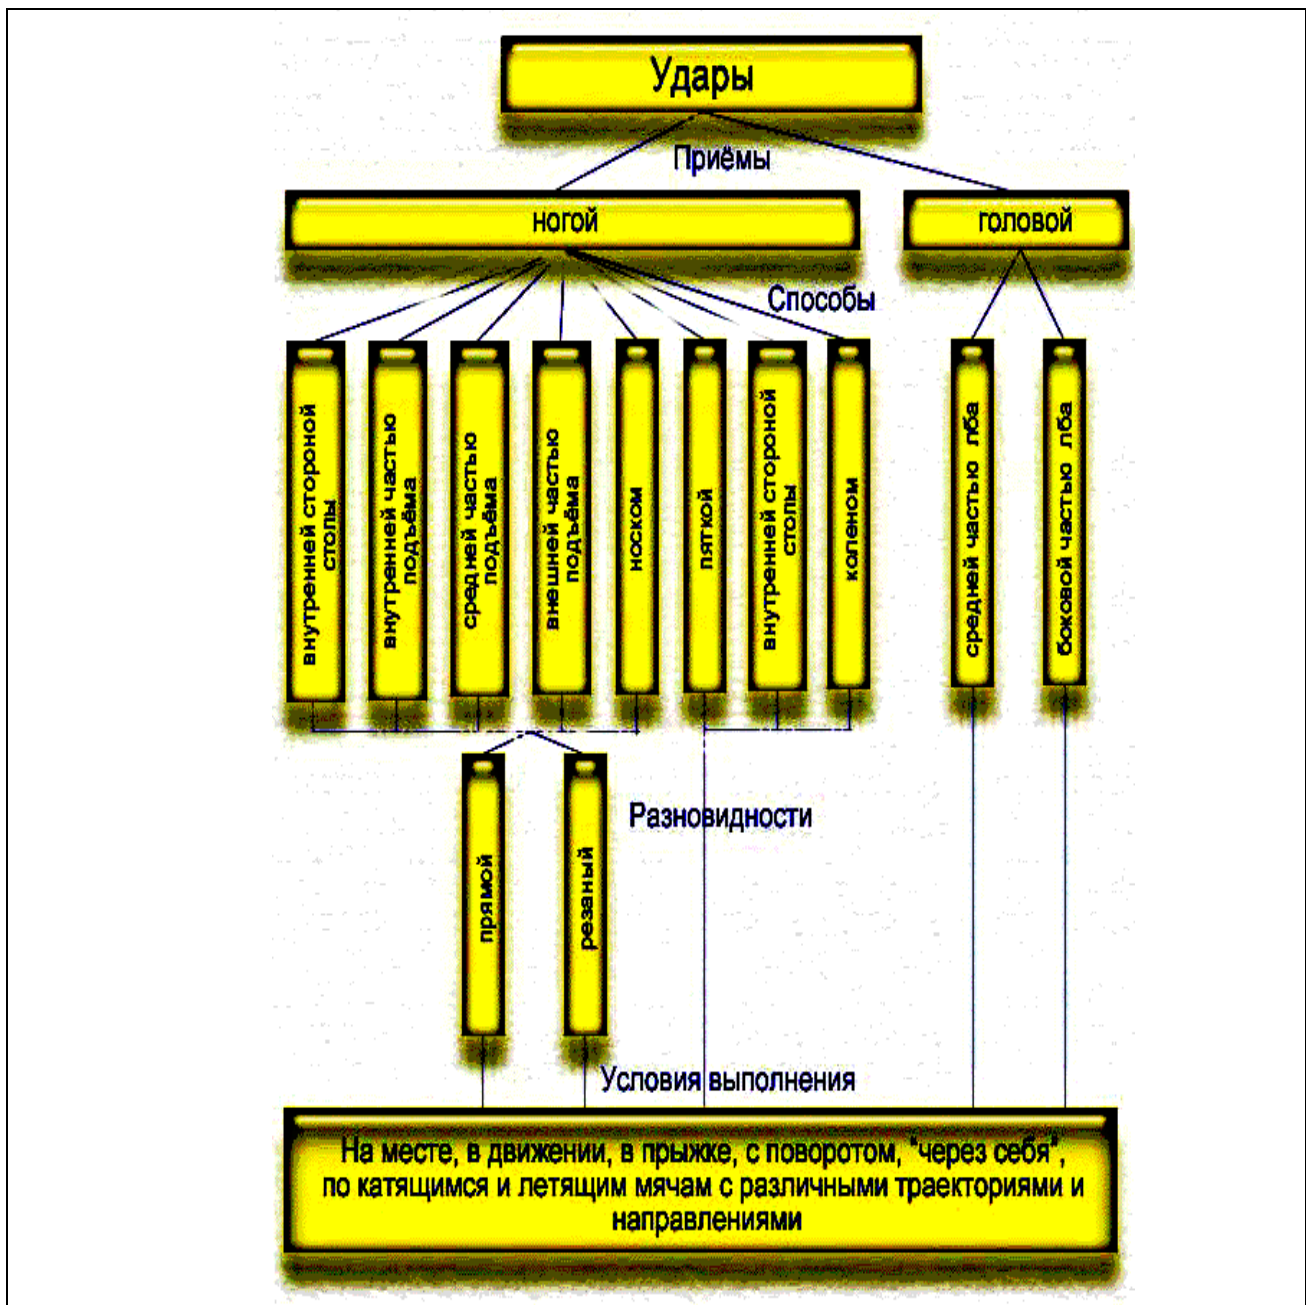 Удары
Приёмы
ногой
головой
Способы
внутренней стороной
столы
внутренней частью
подъёма
средней частью
подъёма
внешней частью
подъёма
носком
пяткой
внутренней стороной
столы
коленом
средней частью лба
боковой частью лба
прямой
резаный
Разновидности
Условия выполнения
На месте, в движении, в прыжке, с поворотом, "через себя",
по катящимся и летящим мячам с различными траекториями и
направлениями